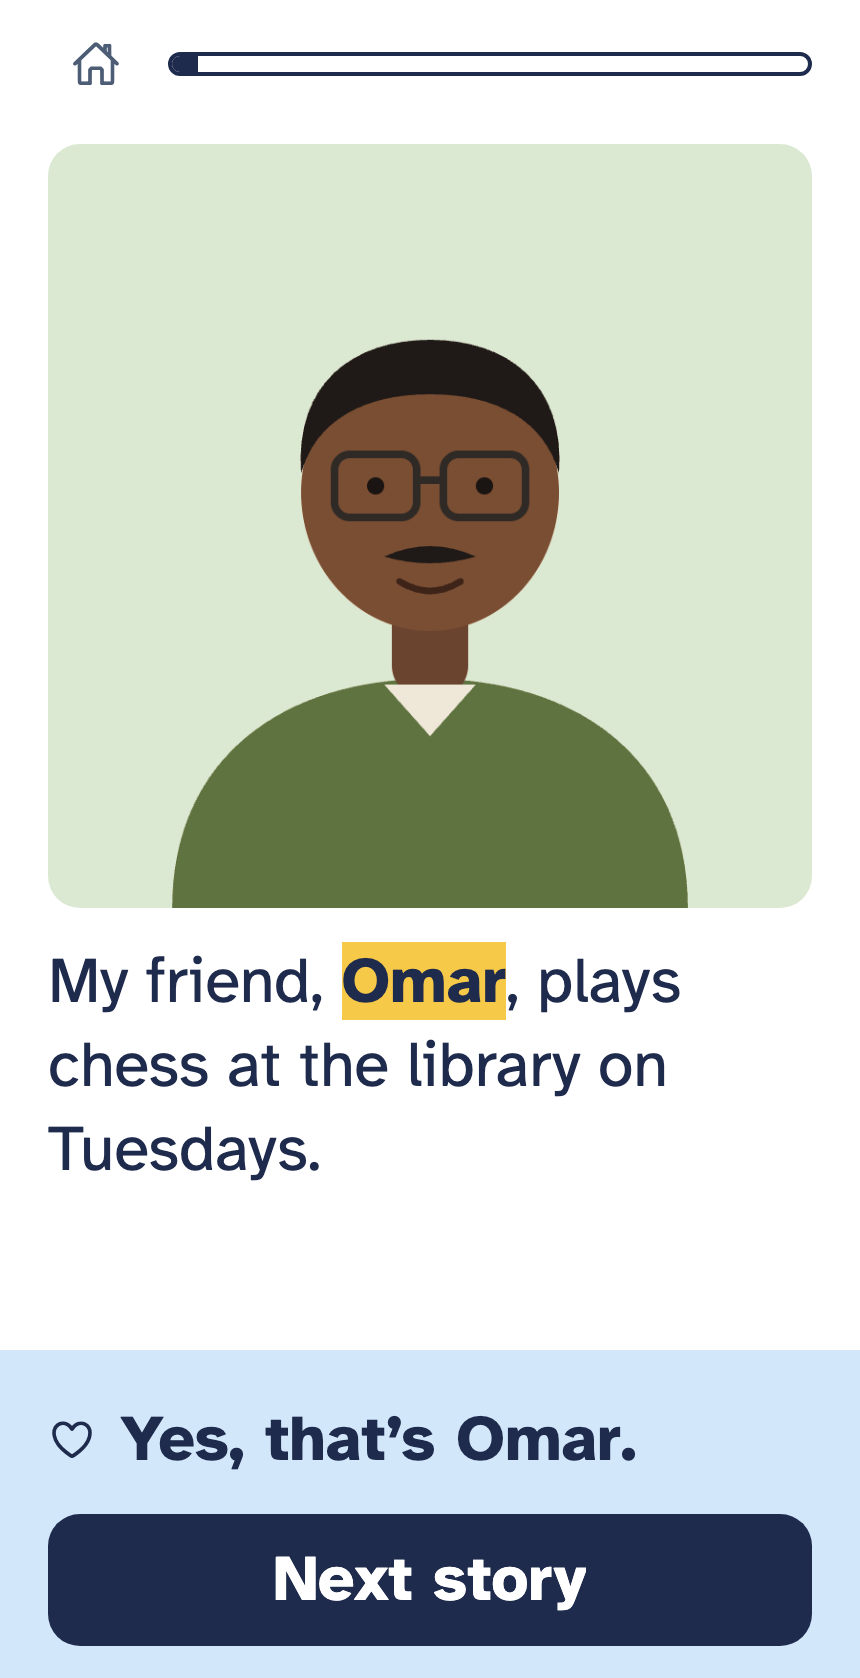 My friend, Omar, plays
chess at the library on
Tuesdays.
Yes, that’s Omar.
Next story